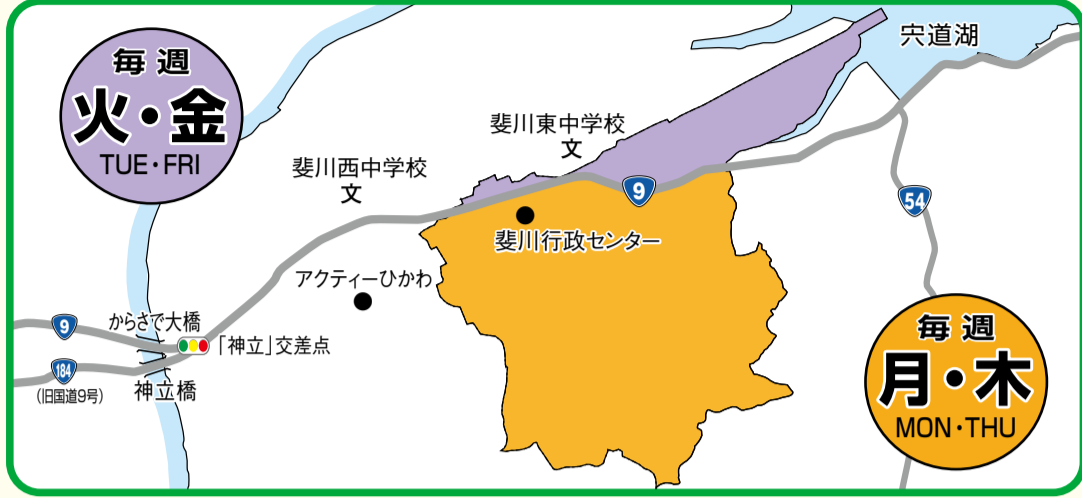 毎週
火・金
TUE・FRI
宍道湖
斐川東中学校
文
斐川西中学校
文
9
54
斐川行政センター
アクティーひかわ
9
からさで大橋
「神立」交差点
184
(旧国道9号)
神立橋
毎週
月・木
MON・THU